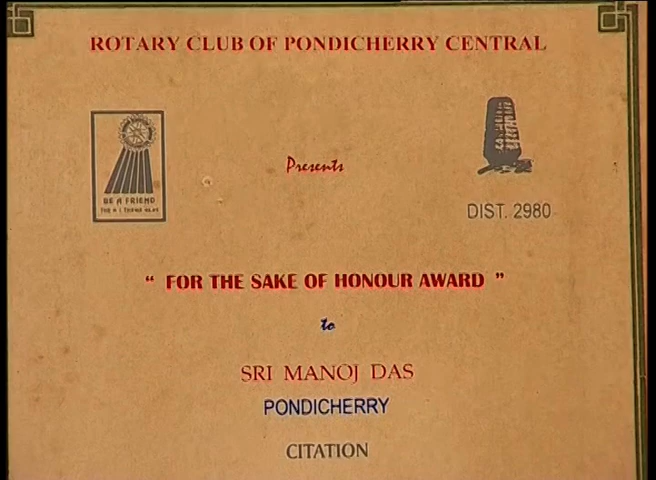 ROTARY CLUB OF PONDICHERRY CENTRAL
Presents
BE A FRIEND
DIST. 2980
“ FOR THE SAKE OF HONOUR AWARD ”
to
SRI MANOJ DAS
PONDICHERRY
CITATION